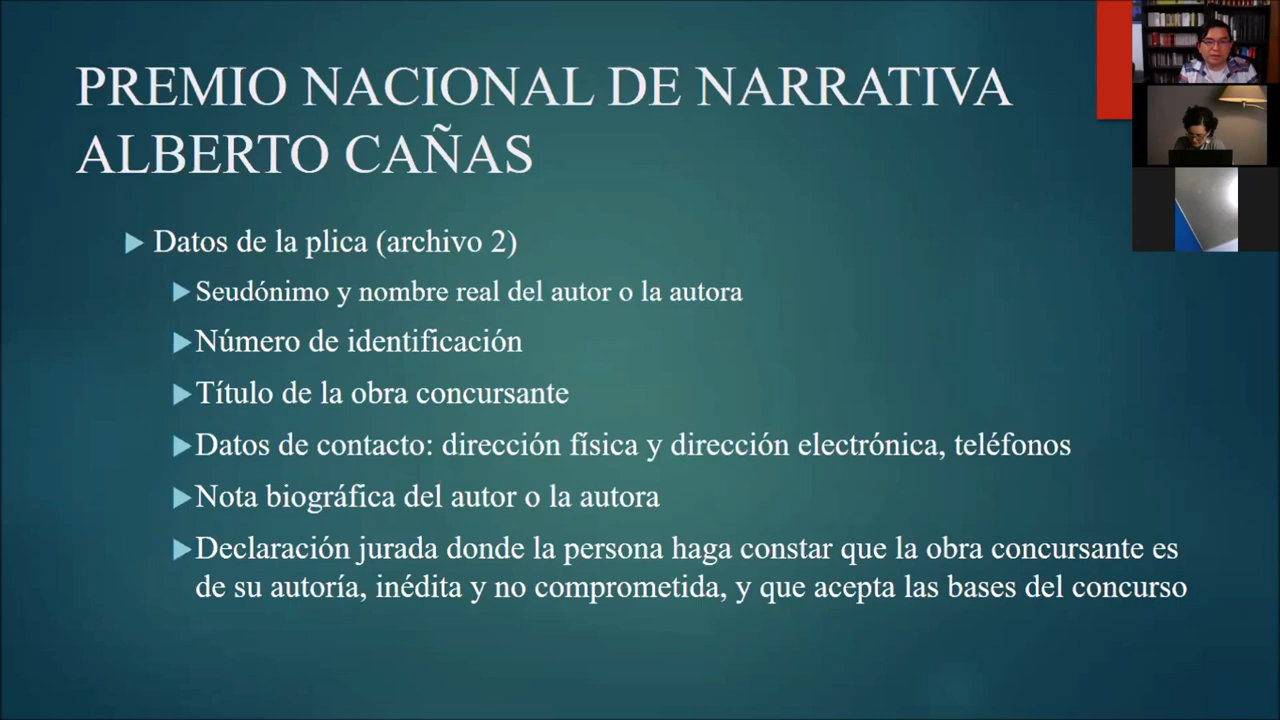 PREMIO NACIONAL DE NARRATIVA
ALBERTO CAÑAS
Datos de la plica (archivo 2)
Seudónimo y nombre real del autor o la autora
Número de identificación
Título de la obra concursante
Datos de contacto: dirección física y dirección electrónica, teléfonos
Nota biográfica del autor o la autora
Declaración jurada donde la persona haga constar que la obra concursante es
de su autoría, inédita y no comprometida, y que acepta las bases del concurso